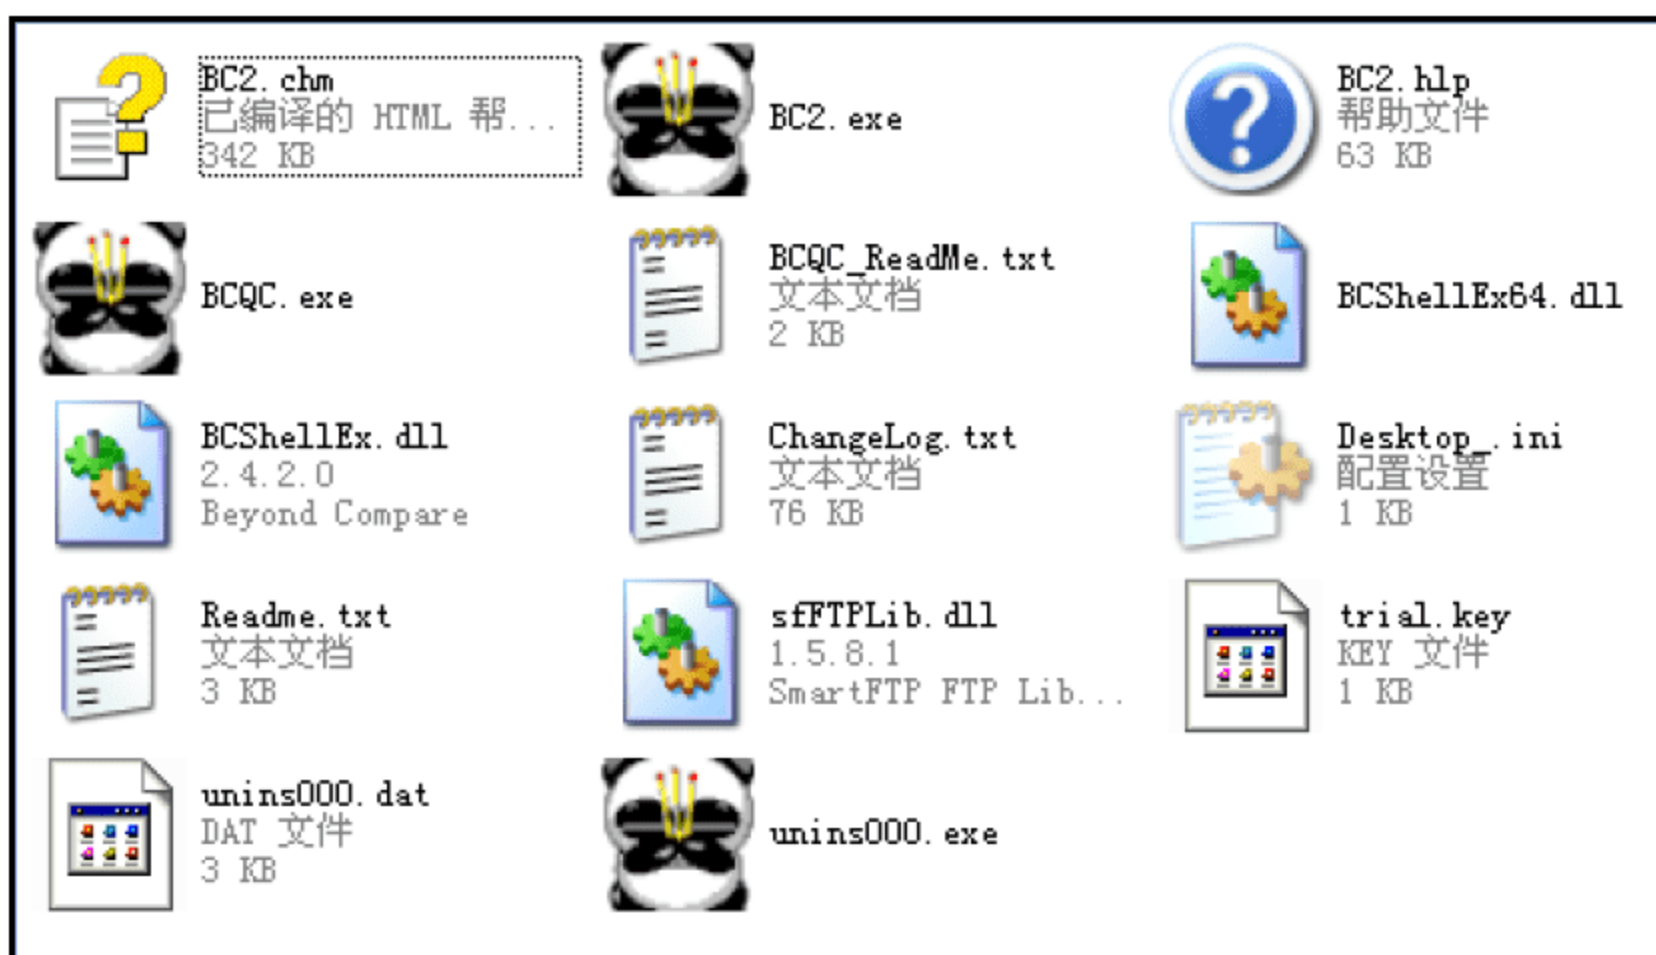 BC2.chm
已编译的 HTML 帮...
342 KB
BC2.exe
BC2.hlp
帮助文件
63 KB
BCQC.exe
BCQC_ReadMe.txt
文本文档
2 KB
BCShellEx64.dll
BCShellEx.dll
2.4.2.0
Beyond Compare
ChangeLog.txt
文本文档
76 KB
Desktop_.ini
配置设置
1 KB
Readme.txt
文本文档
3 KB
sfFTPLib.dll
1.5.8.1
SmartFTP FTP Lib...
trial.key
KEY 文件
1 KB
unins000.dat
DAT 文件
3 KB
unins000.exe